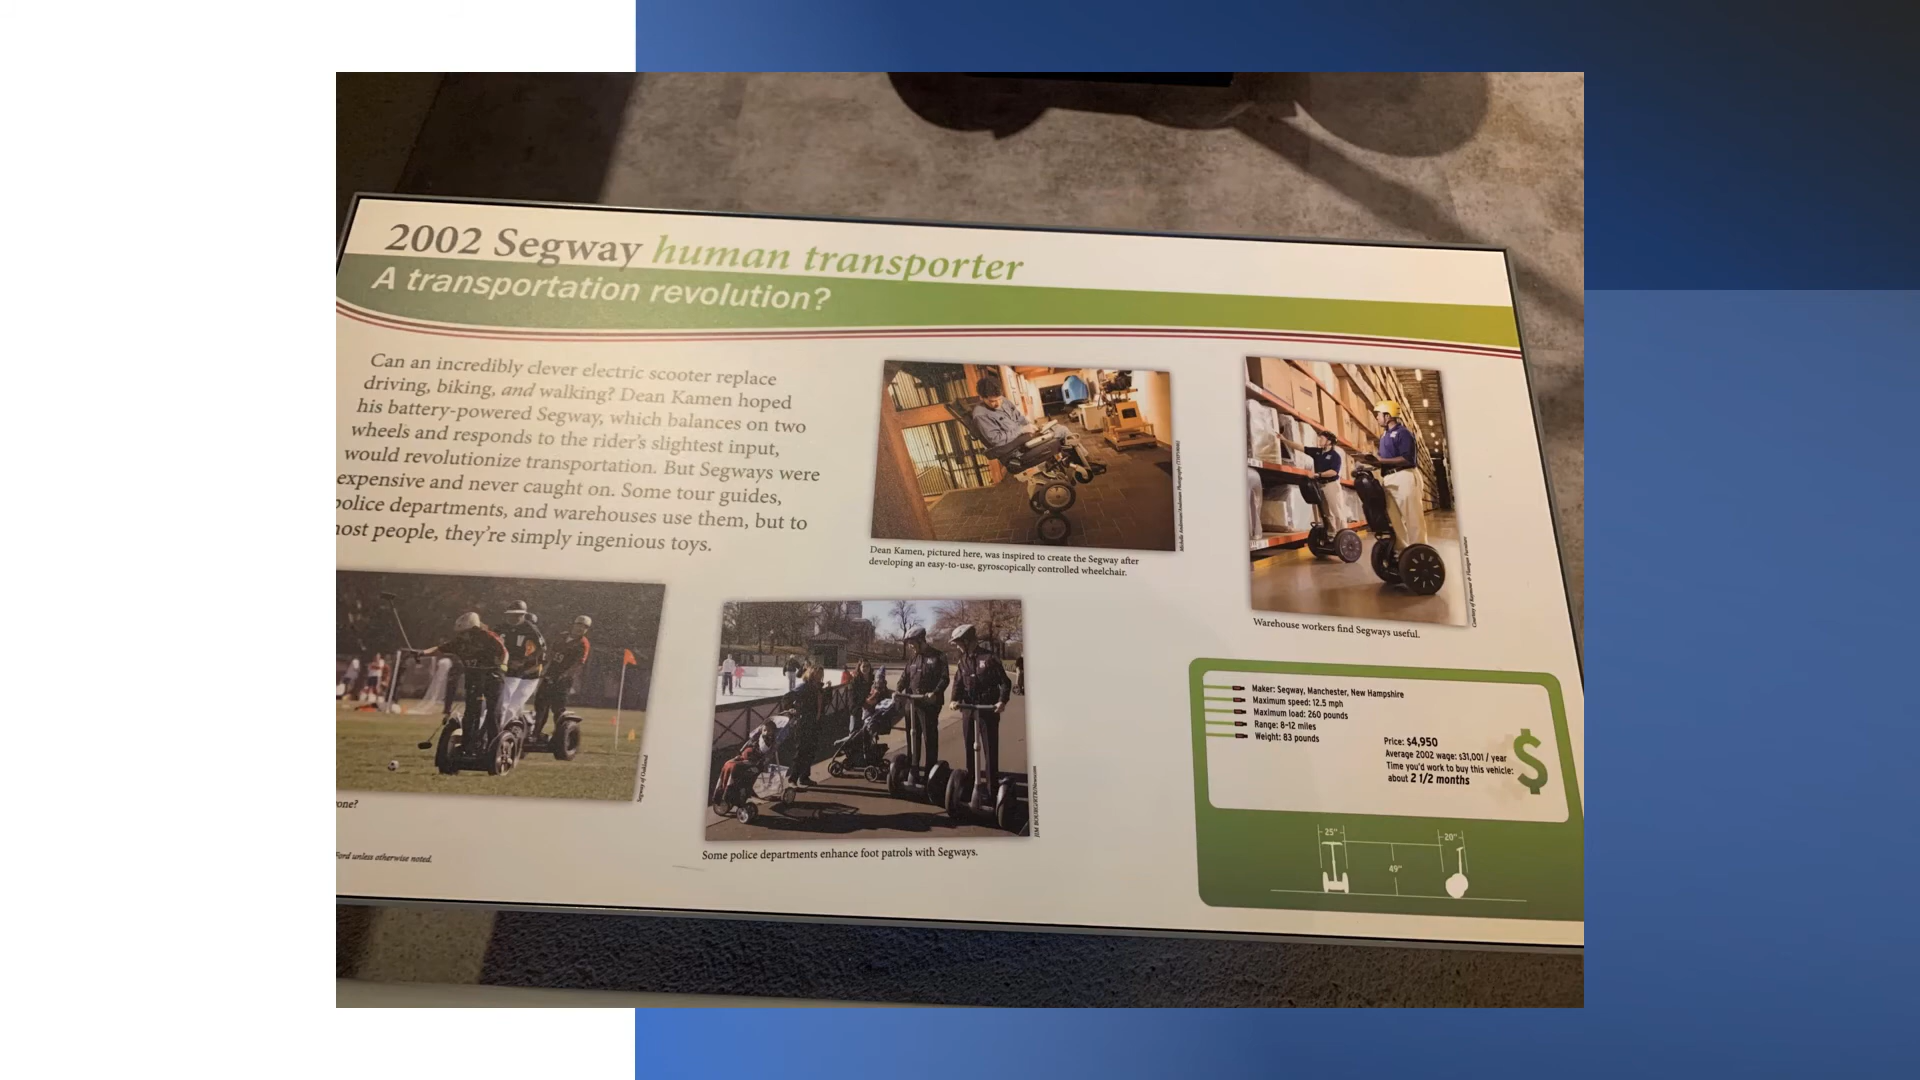 2002 Segway human transporter
A transportation revolution?
Can an incredibly clever electric scooter replace
driving, biking, and walking? Dean Kamen hoped
his battery-powered Segway, which balances on two
wheels and responds to the rider's slightest input,
would revolutionize transportation. But Segways were
expensive and never caught on. Some tour guides,
police departments, and warehouses use them, but to
most people, they're simply ingenious toys.
Dean Kamen, pictured here, was inspired to create the Segway after
developing an easy-to-use, gyroscopically controlled wheelchair.
Warehouse workers find Segways useful.
Segway of Oakland
one?
Some police departments enhance foot patrols with Segways.
Ford unless otherwise noted.
Maker: Segway, Manchester, New Hampshire
Maximum speed: 12.5 mph
Maximum load: 260 pounds
Range: 8-12 miles
Weight: 83 pounds
Price: $4,950
Average 2002 wage: $31,001 / year
Time you'd work to buy this vehicle:
about 2 1/2 months
$
25"
20"
49"